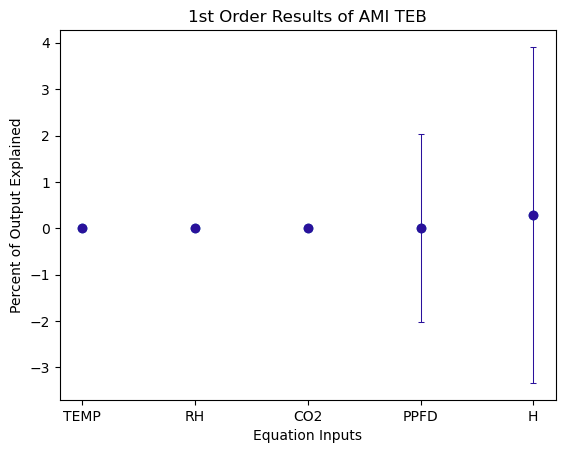 1st Order Results of AMI TEB
Percent of Output Explained
4
3
2
1
0
−1
−2
−3
TEMP RH CO2 PPFD H
Equation Inputs